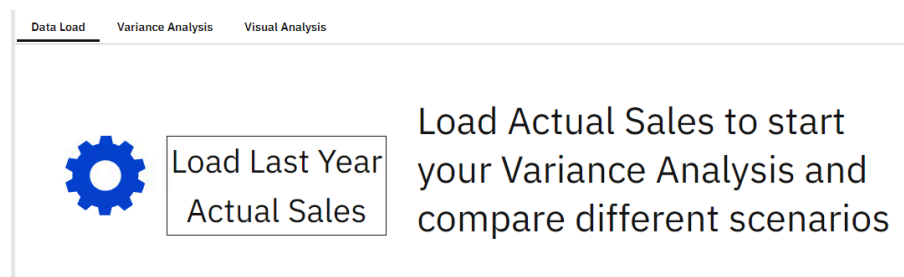 Data Load Variance Analysis Visual Analysis
Load Last Year
Actual Sales
Load Actual Sales to start
your Variance Analysis and
compare different scenarios